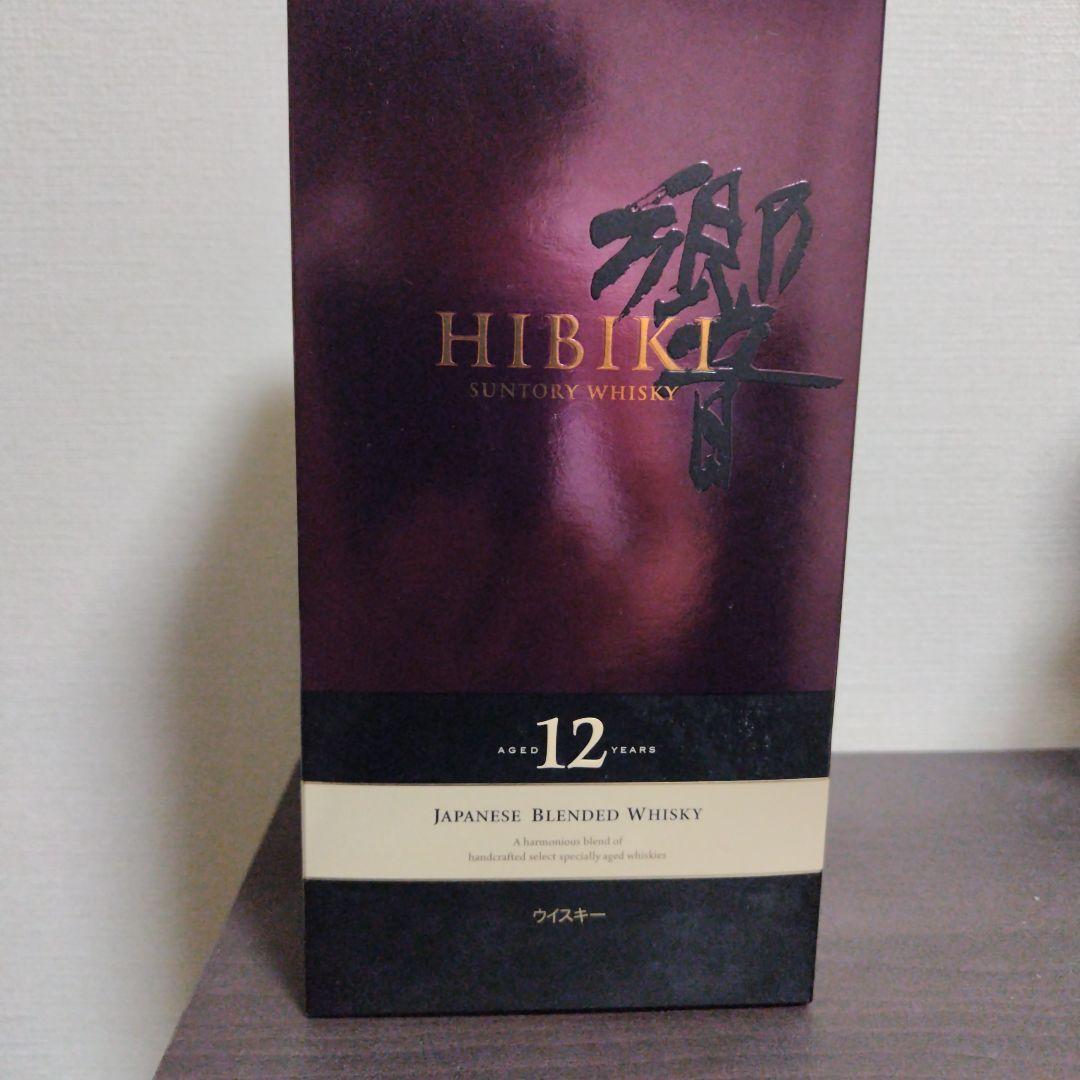 響
HIBIKI
SUNTORY WHISKY
AGED 12 YEARS
JAPANESE BLENDED WHISKY
A harmonious blend of
handcrafted select specially aged whiskies
ウイスキー